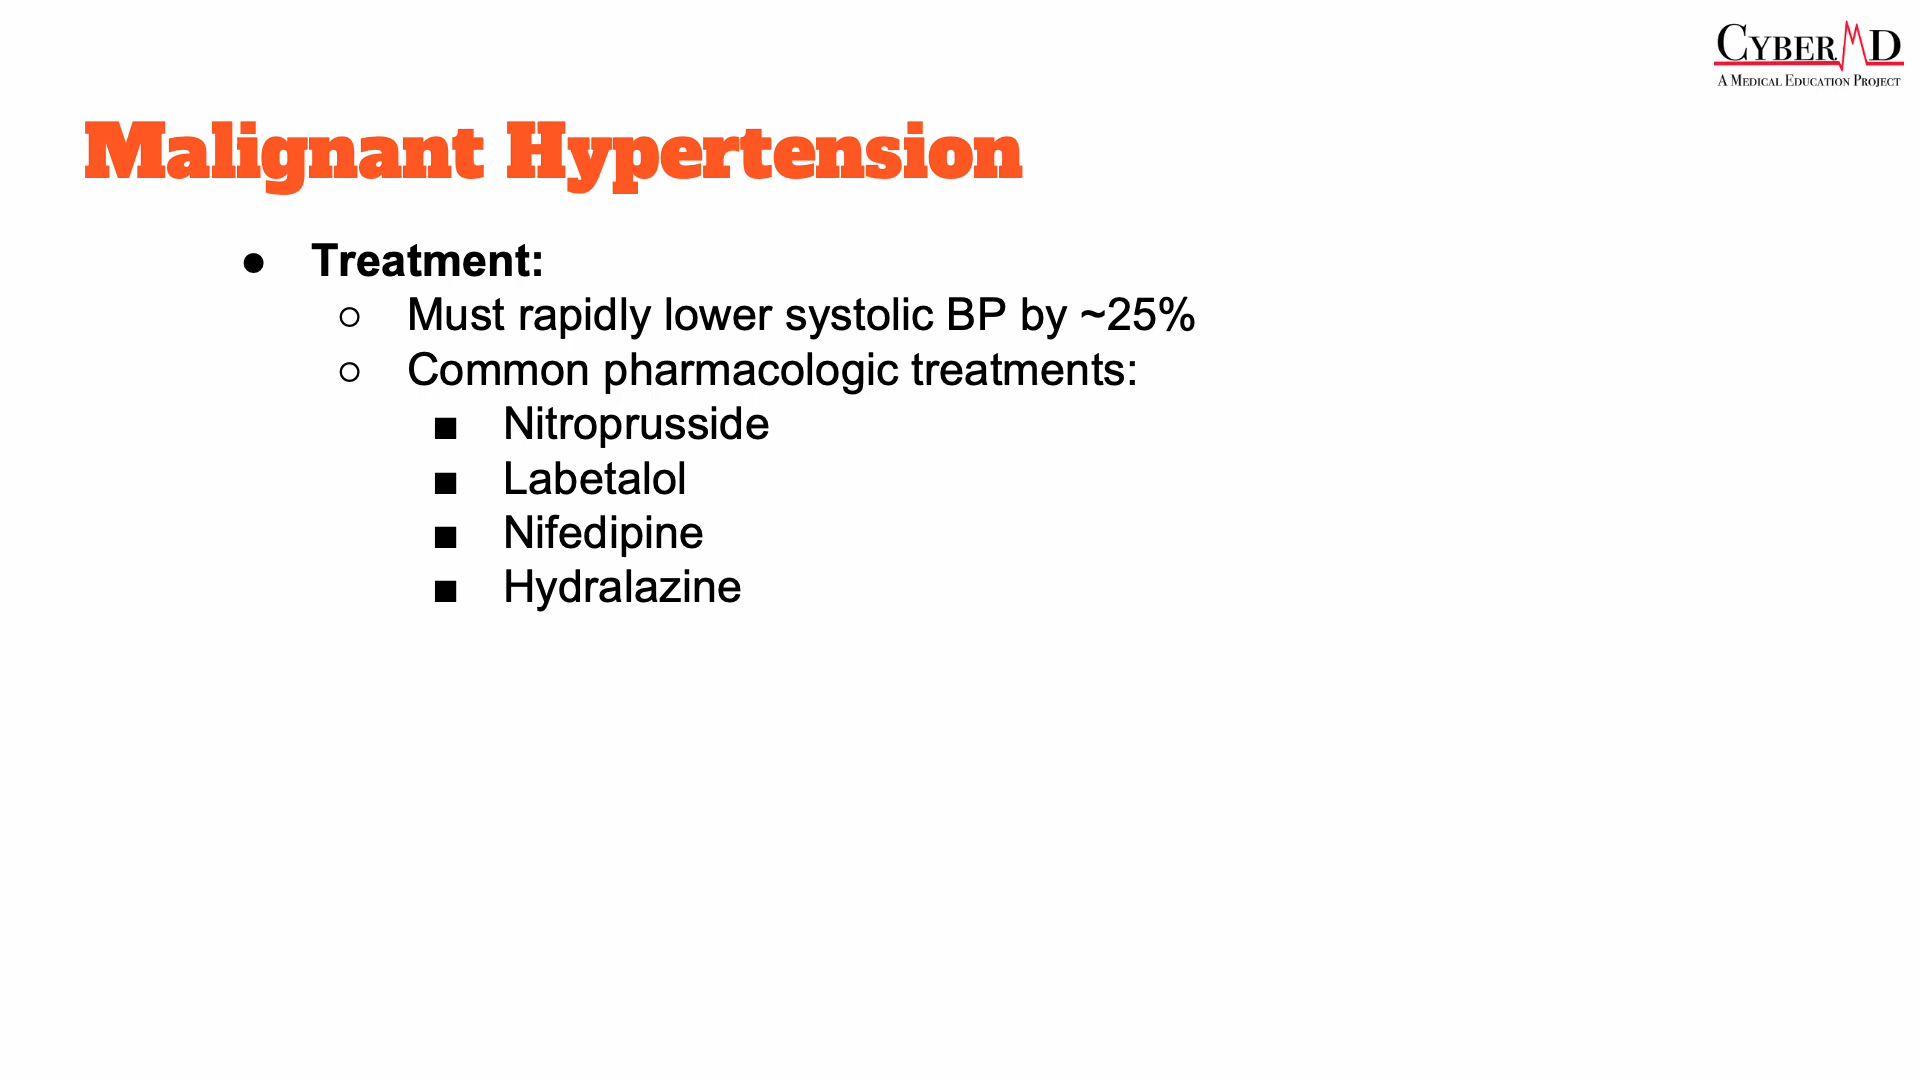 CYBERMD
A MEDICAL EDUCATION PROJECT
Malignant Hypertension
● Treatment:
○ Must rapidly lower systolic BP by ~25%
○ Common pharmacologic treatments:
■ Nitroprusside
■ Labetalol
■ Nifedipine
■ Hydralazine